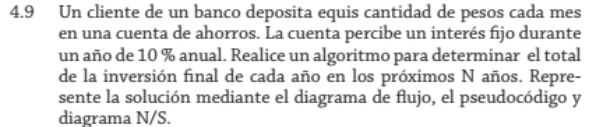 4.9 Un cliente de un banco deposita equis cantidad de pesos cada mes
en una cuenta de ahorros. La cuenta percibe un interés fijo durante
un año de 10 % anual. Realice un algoritmo para determinar el total
de la inversión final de cada año en los próximos N años. Repre-
sente la solución mediante el diagrama de flujo, el pseudocódigo y
diagrama N/S.